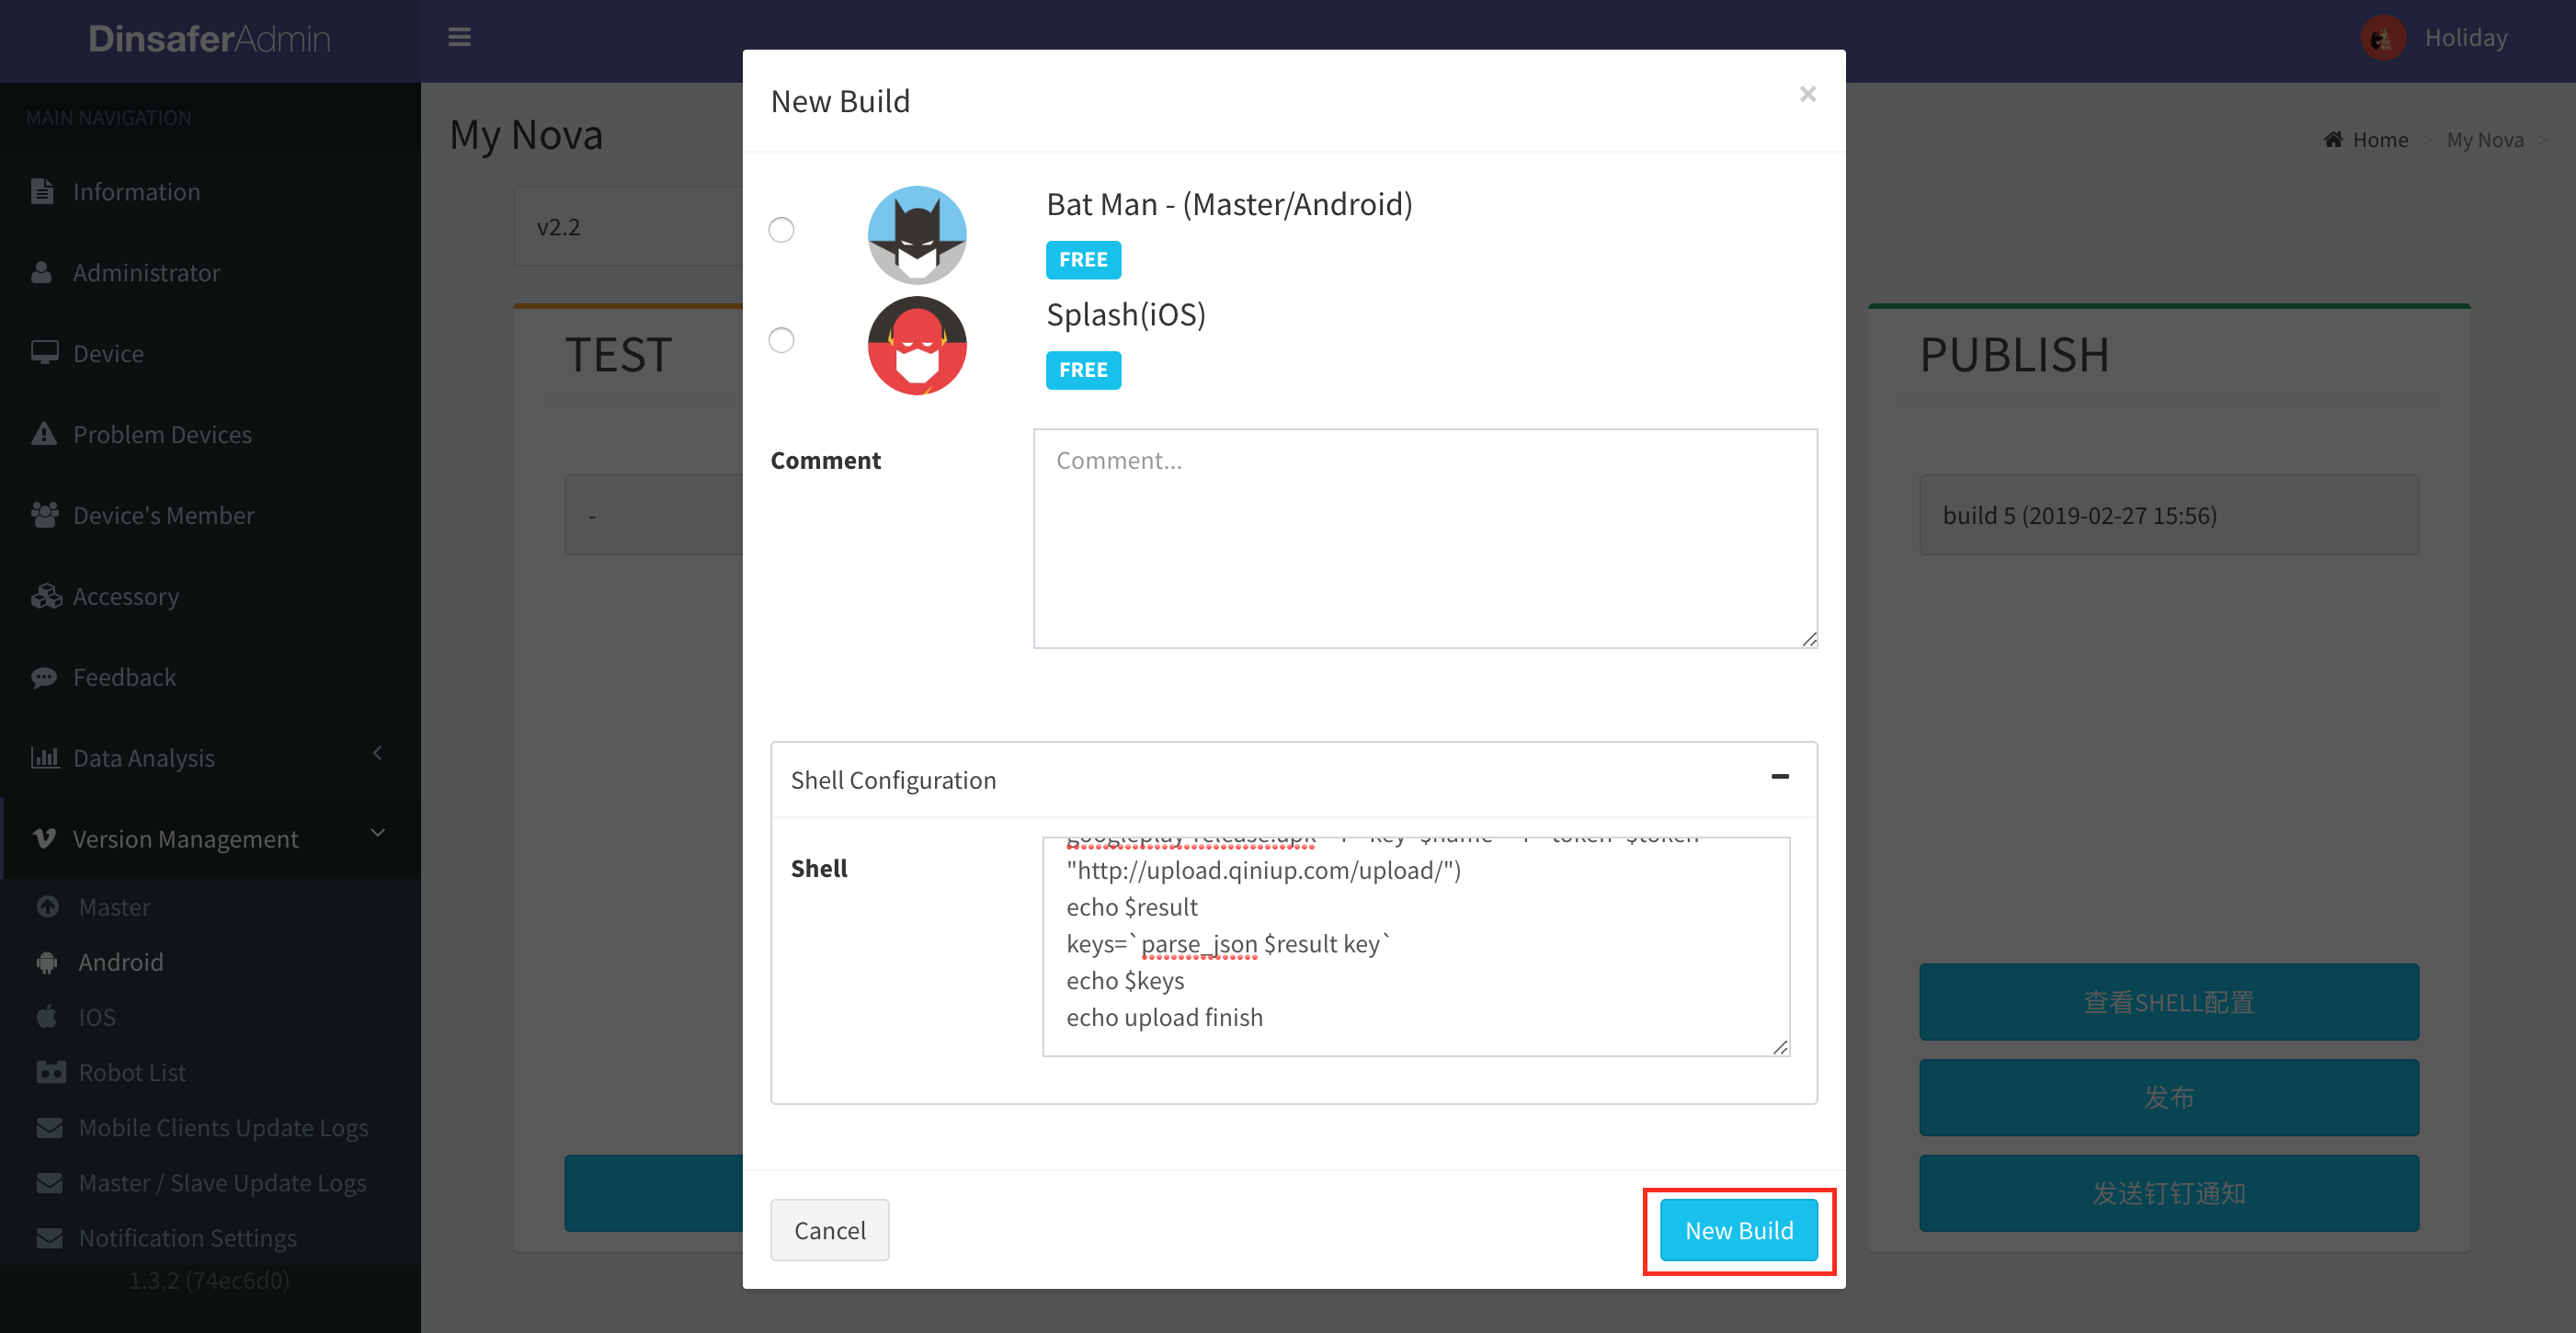 DinsaferAdmin
Holiday
MAIN NAVIGATION
Information
Administrator
Device
Problem Devices
Device's Member
Accessory
Feedback
Data Analysis
Version Management
Master
Android
IOS
Robot List
Mobile Clients Update Logs
Master / Slave Update Logs
Notification Settings
1.3.2 (74ec6d0)
My Nova
Home > My Nova >
v2.2
TEST
-
New Build
×
Bat Man - (Master/Android)
FREE
Splash(iOS)
FREE
Comment
Comment...
Shell Configuration
Shell
"http://upload.qiniup.com/upload/")
echo $result
keys=`parse_json $result key`
echo $keys
echo upload finish
Cancel
New Build
PUBLISH
build 5 (2019-02-27 15:56)
查看SHELL配置
发布
发送钉钉通知